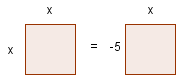 x x
x = -5